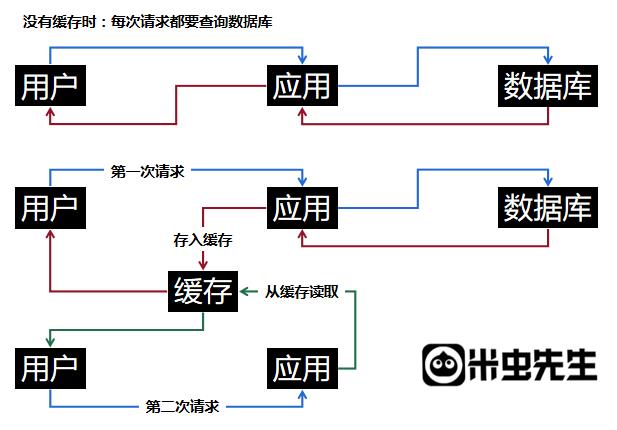 没有缓存时：每次请求都要查询数据库
用户
应用
数据库
第一次请求
用户
应用
数据库
存入缓存
缓存
从缓存读取
用户
应用
第二次请求
米虫先生